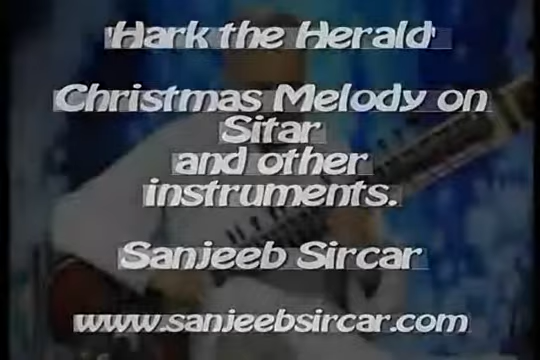 'Hark the Herald'
Christmas Melody on
Sitar
and other
instruments.
Sanjeeb Sircar
www.sanjeebsircar.com